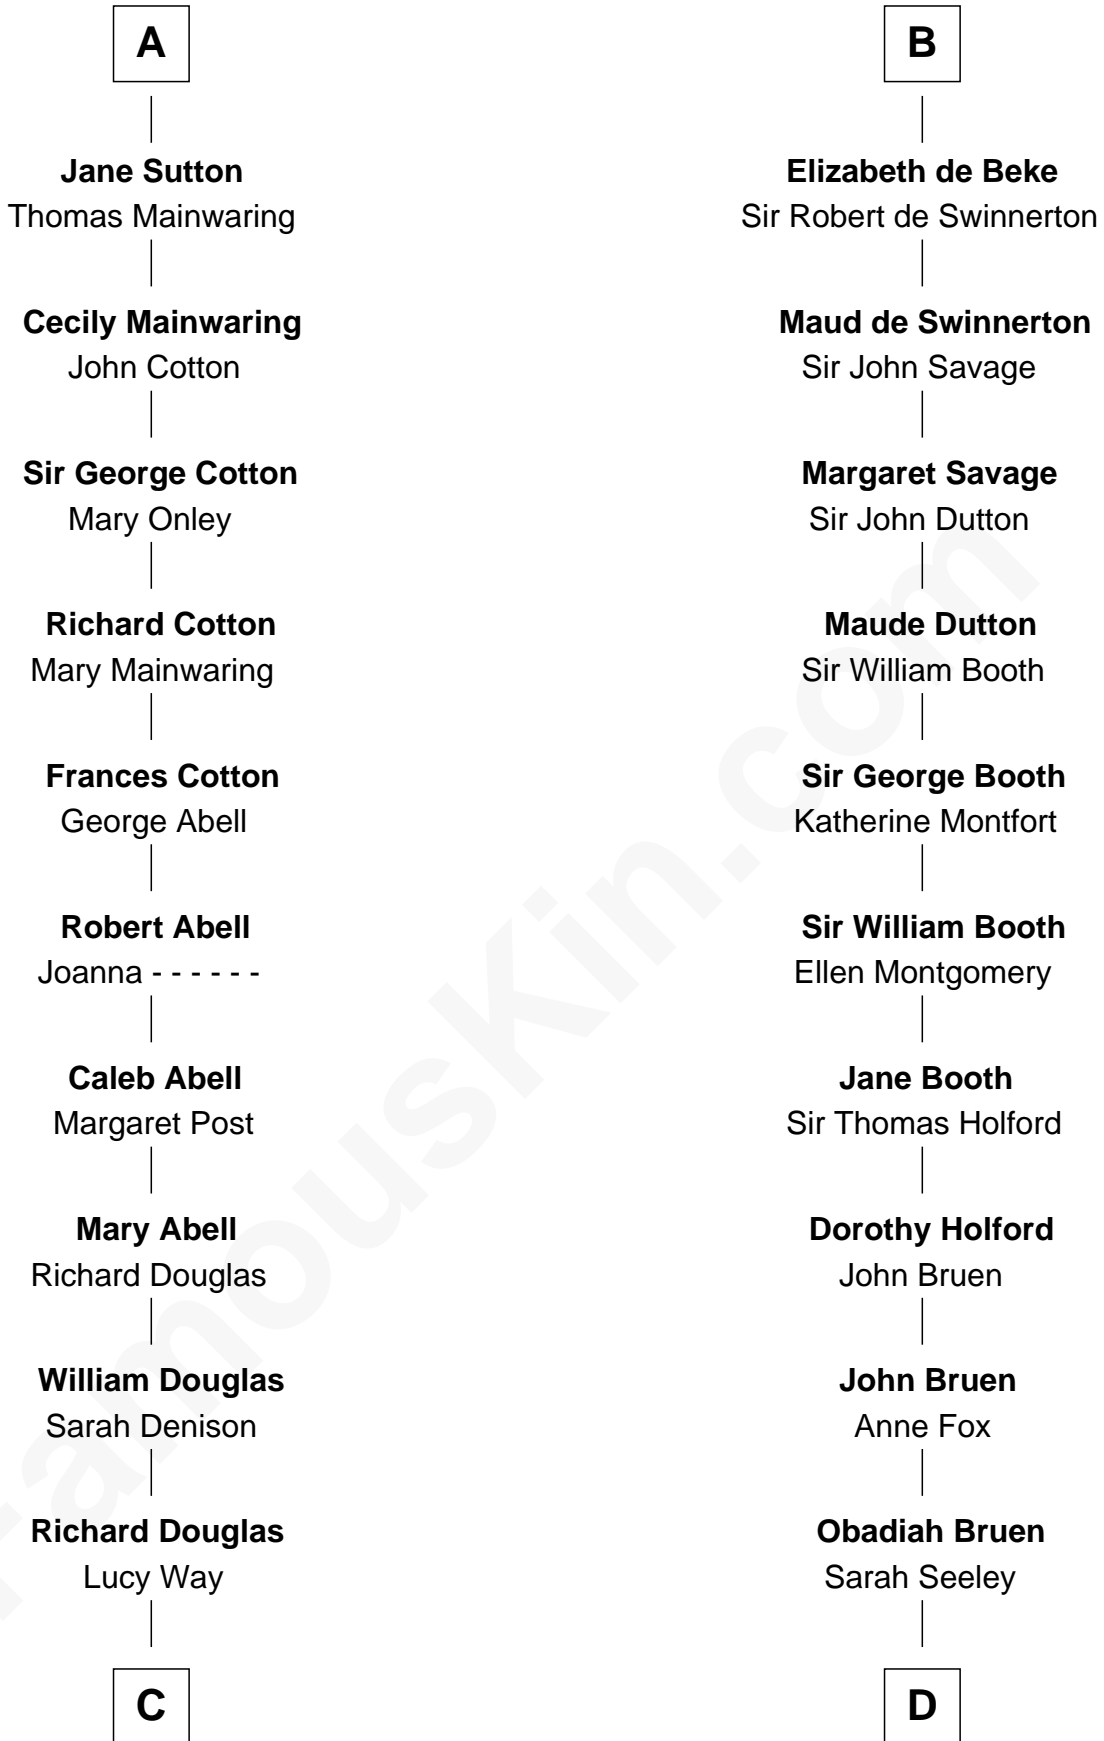 A
Jane Sutton
Thomas Mainwaring
Cecily Mainwaring
John Cotton
Sir George Cotton
Mary Onley
Richard Cotton
Mary Mainwaring
Frances Cotton
George Abell
Robert Abell
Joanna - - - - - -
Caleb Abell
Margaret Post
Mary Abell
Richard Douglas
William Douglas
Sarah Denison
Richard Douglas
Lucy Way
C
B
Elizabeth de Beke
Sir Robert de Swinnerton
Maud de Swinnerton
Sir John Savage
Margaret Savage
Sir John Dutton
Maude Dutton
Sir William Booth
Sir George Booth
Katherine Montfort
Sir William Booth
Ellen Montgomery
Jane Booth
Sir Thomas Holford
Dorothy Holford
John Bruen
John Bruen
Anne Fox
Obadiah Bruen
Sarah Seeley
D
FamousKin.com